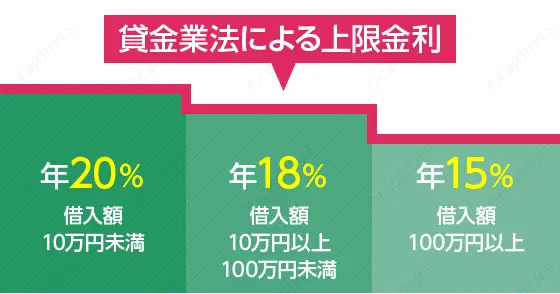 貸金業法による上限金利
年20%
借入額
10万円未満
年18%
借入額
10万円以上
100万円未満
年15%
借入額
100万円以上